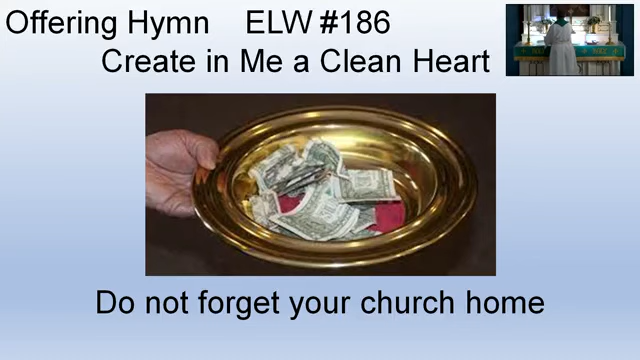 Offering Hymn ELW #186
Create in Me a Clean Heart
Do not forget your church home